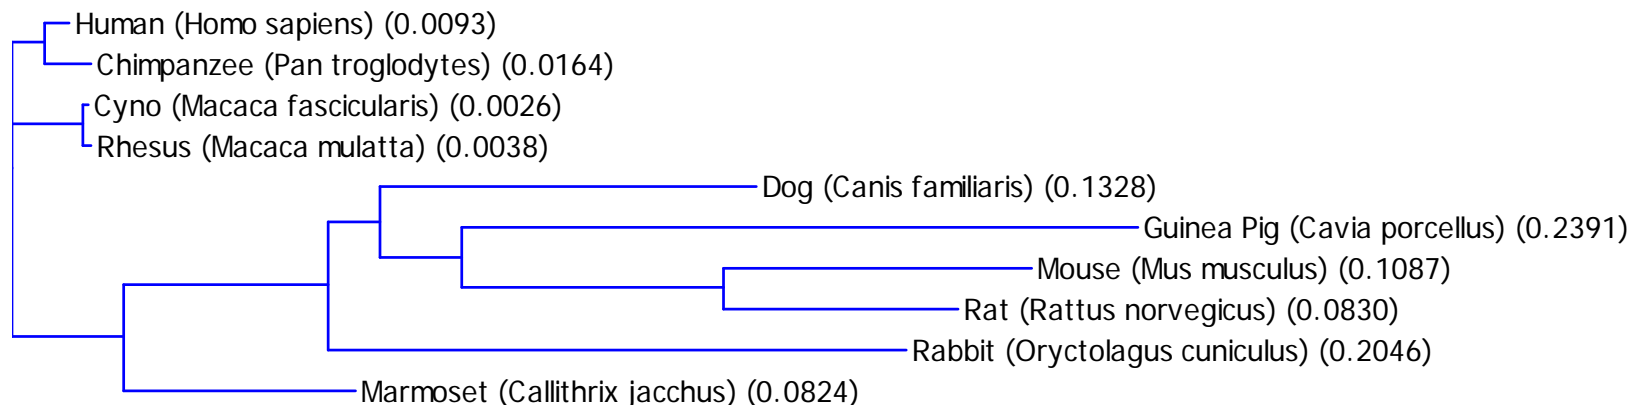 Human (Homo sapiens) (0.0093)
Chimpanzee (Pan troglodytes) (0.0164)
Cyno (Macaca fascicularis) (0.0026)
Rhesus (Macaca mulatta) (0.0038)
Dog (Canis familiaris) (0.1328)
Guinea Pig (Cavia porcellus) (0.2391)
Mouse (Mus musculus) (0.1087)
Rat (Rattus norvegicus) (0.0830)
Rabbit (Oryctolagus cuniculus) (0.2046)
Marmoset (Callithrix jacchus) (0.0824)